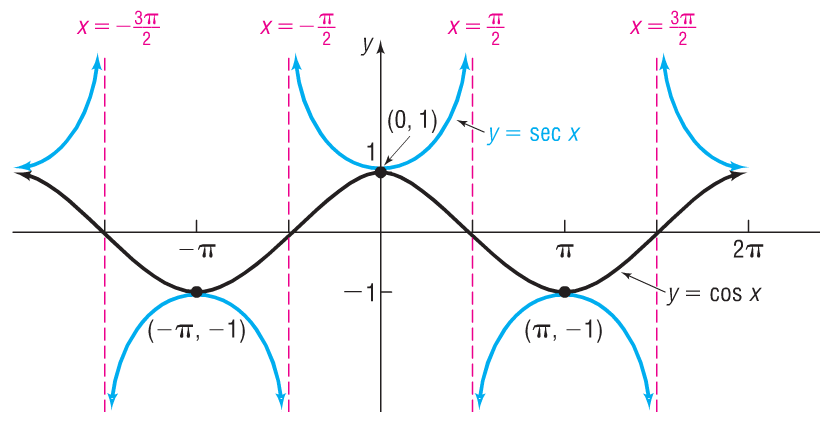 x = −3π/2
x = −π/2
x = π/2
x = 3π/2
y
(0, 1)
y = sec x
1
−π
π
2π
−1
y = cos x
(−π, −1)
(π, −1)